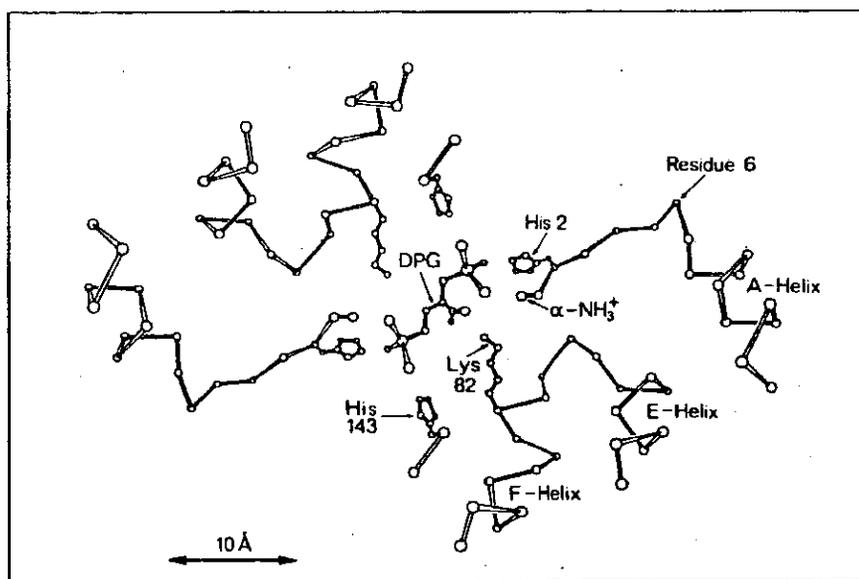 Residue 6
His 2
DPG
A-Helix
α-NH₃⁺
Lys
82
His
143
E-Helix
F-Helix
10 Å